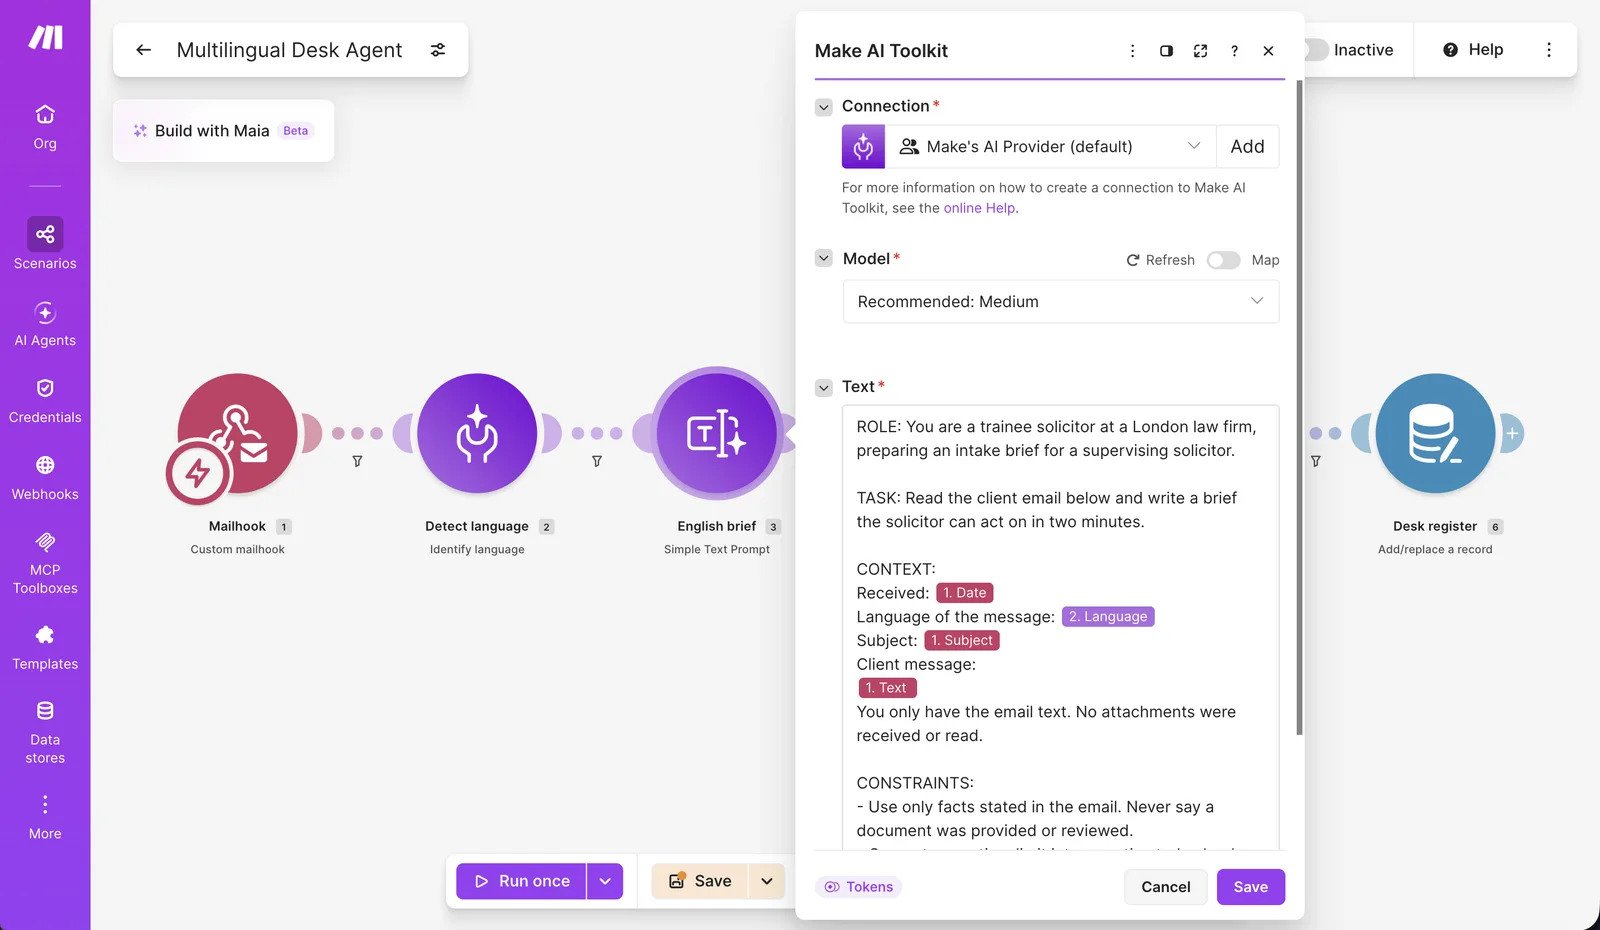 Org
Scenarios
AI Agents
Credentials
Webhooks
MCP
Toolboxes
Templates
Data
stores
More
Multilingual Desk Agent
Build with Maia Beta
Inactive
Help
Mailhook 1
Custom mailhook
Detect language 2
Identify language
English brief 3
Simple Text Prompt
Desk register 6
Add/replace a record
Run once
Save
Make AI Toolkit
?
Connection *
Make's AI Provider (default)
Add
For more information on how to create a connection to Make AI
Toolkit, see the online Help.
Model *
Refresh
Map
Recommended: Medium
Text *
ROLE: You are a trainee solicitor at a London law firm,
preparing an intake brief for a supervising solicitor.
TASK: Read the client email below and write a brief
the solicitor can act on in two minutes.
CONTEXT:
Received: 1. Date
Language of the message: 2. Language
Subject: 1. Subject
Client message:
1. Text
You only have the email text. No attachments were
received or read.
CONSTRAINTS:
- Use only facts stated in the email. Never say a
document was provided or reviewed.
Tokens
Cancel
Save